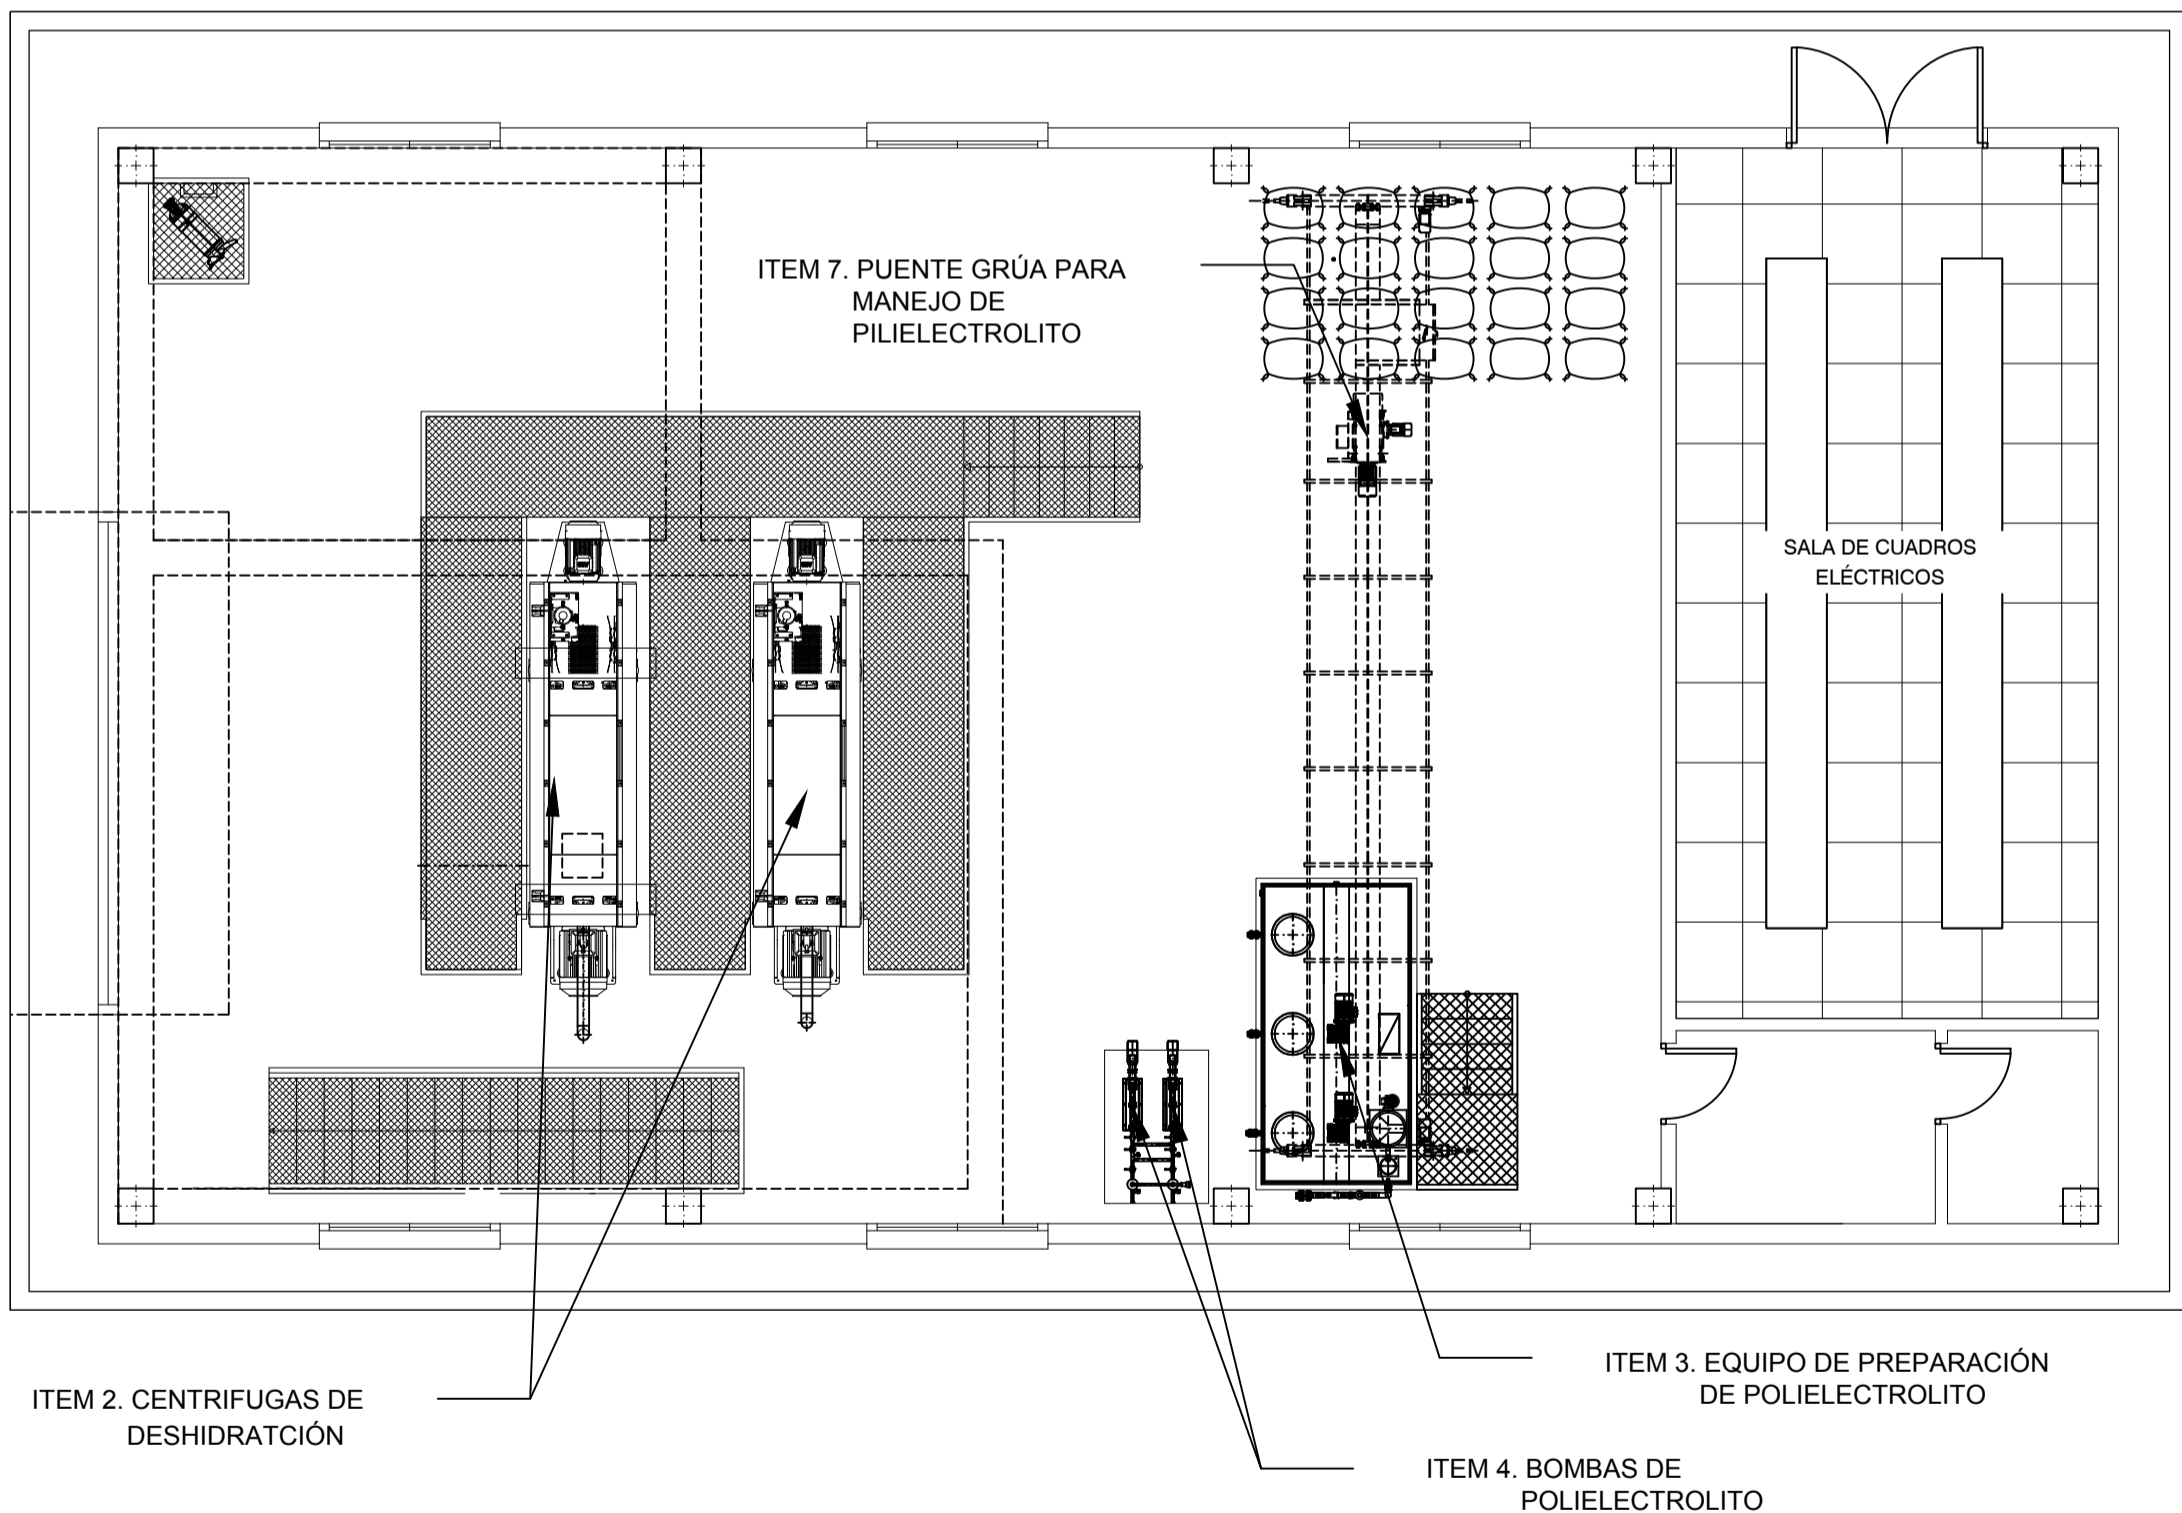 ITEM 7. PUENTE GRÚA PARA
MANEJO DE
PILIELECTROLITO
SALA DE CUADROS
ELÉCTRICOS
ITEM 3. EQUIPO DE PREPARACIÓN
DE POLIELECTROLITO
ITEM 2. CENTRIFUGAS DE
DESHIDRATCIÓN
ITEM 4. BOMBAS DE
POLIELECTROLITO